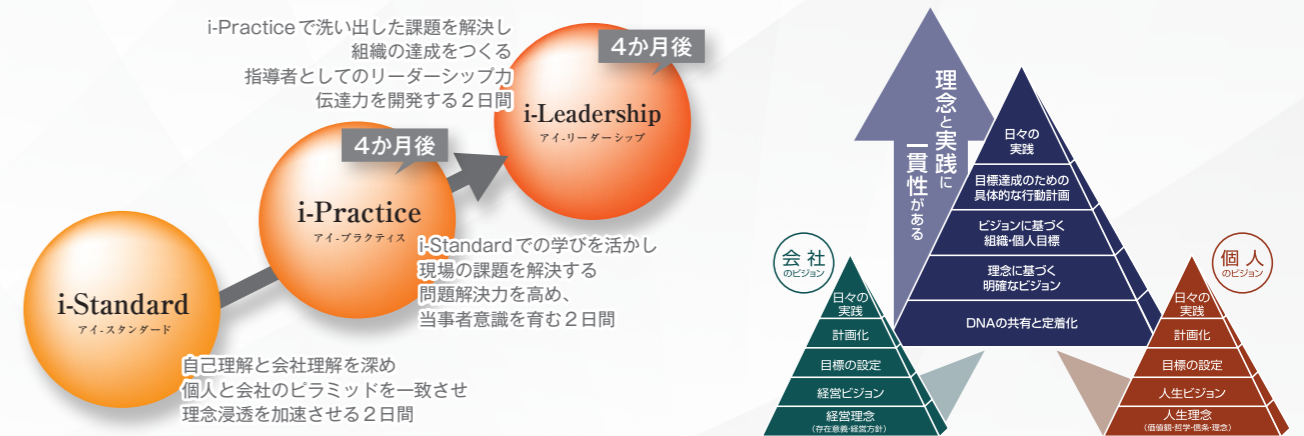 i-Practiceで洗い出した課題を解決し
組織の達成をつくる
指導者としてのリーダーシップ力
伝達力を開発する2日間
4か月後
i-Leadership
アイ-リーダーシップ
4か月後
i-Practice
アイ-プラクティス
i-Standardでの学びを活かし
現場の課題を解決する
問題解決力を高め、
当事者意識を育む2日間
i-Standard
アイ-スタンダード
自己理解と会社理解を深め
個人と会社のピラミッドを一致させ
理念浸透を加速させる2日間
理念と実践に
一貫性がある
日々の
実践
目標達成のための
具体的な行動計画
ビジョンに基づく
組織・個人目標
理念に基づく
明確なビジョン
DNAの共有と定着化
会社
のビジョン
日々の
実践
計画化
目標の設定
経営ビジョン
経営理念
(存在意義・経営方針)
個人
のビジョン
日々の
実践
計画化
目標の設定
人生ビジョン
人生理念
(価値観・哲学・信条・理念)